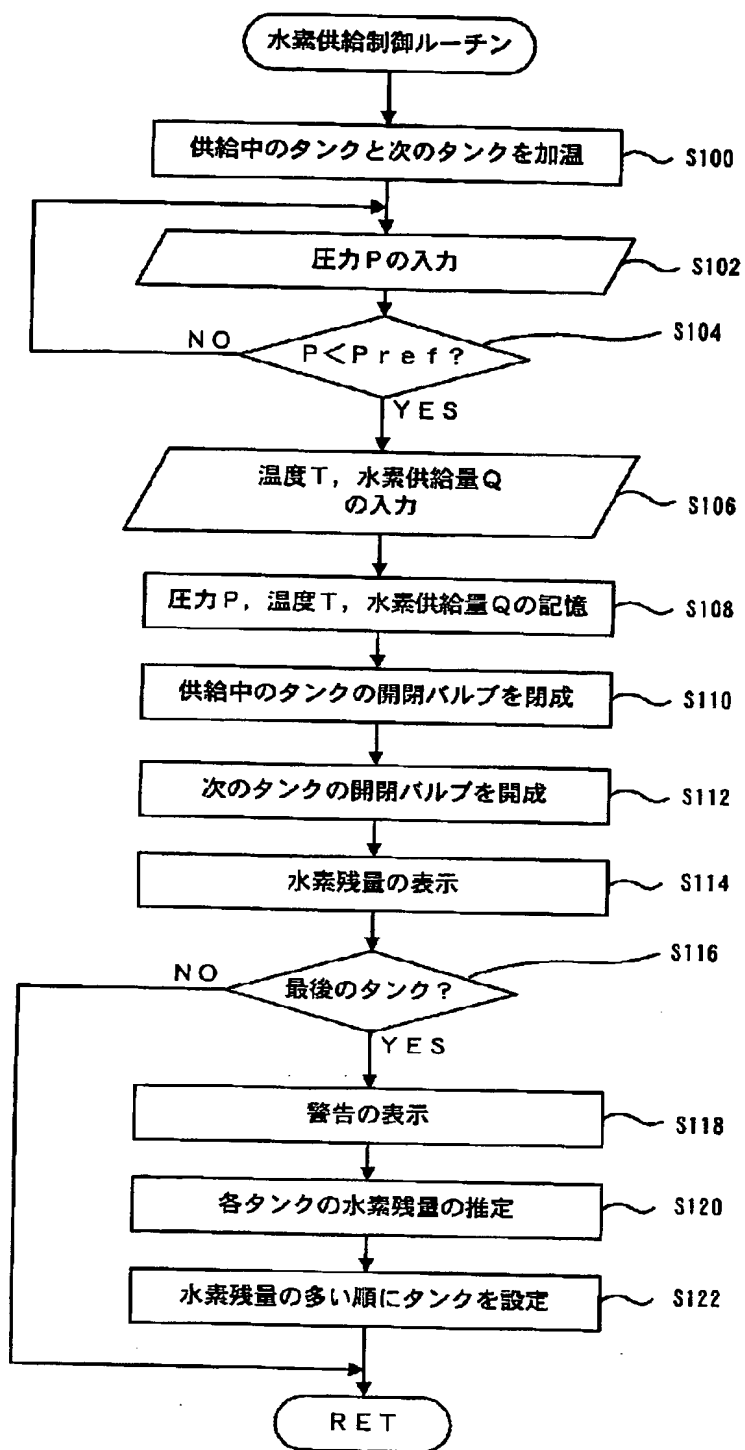 水素供給制御ルーチン
供給中のタンクと次のタンクを加温
S100
圧力Pの入力
S102
NO
P<Pref?
S104
YES
温度T,水素供給量Q
の入力
S106
圧力P,温度T,水素供給量Qの記憶
S108
供給中のタンクの開閉バルブを閉成
S110
次のタンクの開閉バルブを開成
S112
水素残量の表示
S114
NO
最後のタンク?
S116
YES
警告の表示
S118
各タンクの水素残量の推定
S120
水素残量の多い順にタンクを設定
S122
RET